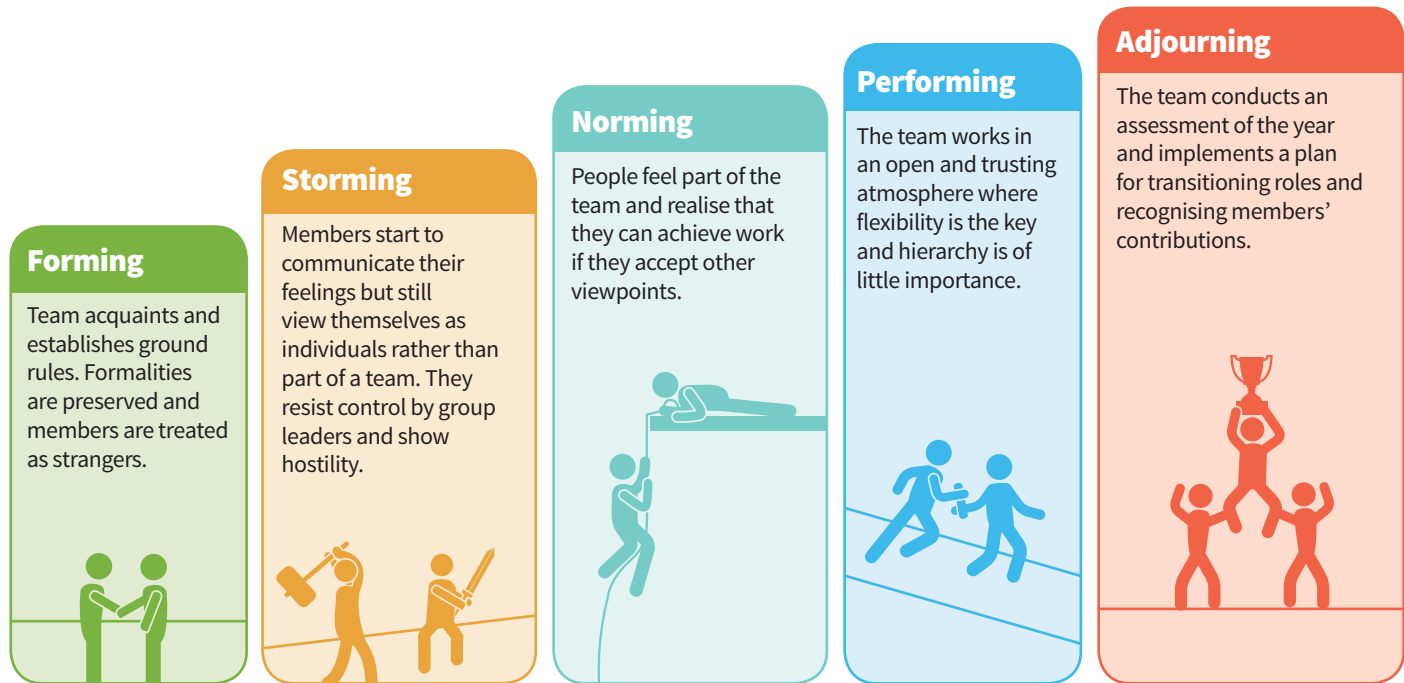 Forming
Team acquaints and
establishes ground
rules. Formalities
are preserved and
members are treated
as strangers.
Storming
Members start to
communicate their
feelings but still
view themselves as
individuals rather than
part of a team. They
resist control by group
leaders and show
hostility.
Norming
People feel part of the
team and realise that
they can achieve work
if they accept other
viewpoints.
Performing
The team works in
an open and trusting
atmosphere where
flexibility is the key
and hierarchy is of
little importance.
Adjourning
The team conducts an
assessment of the year
and implements a plan
for transitioning roles and
recognising members’
contributions.